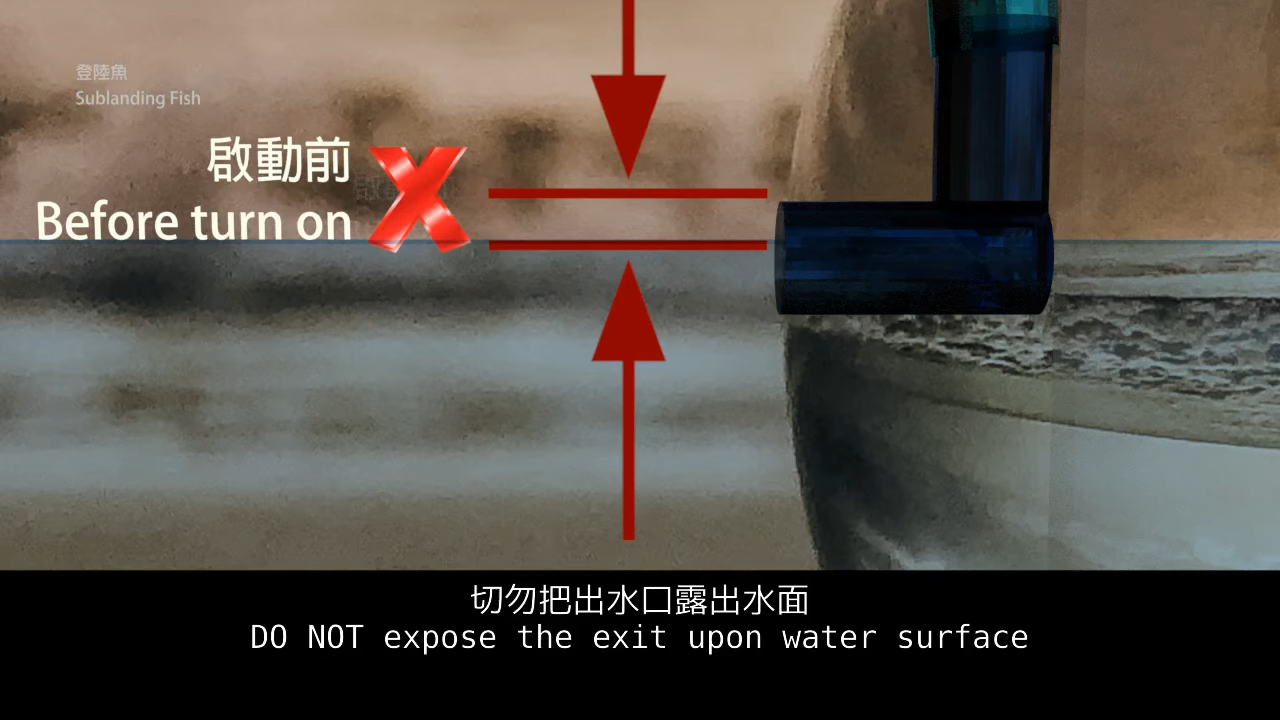 登陸魚
Sublanding Fish
啟動前
Before turn on
切勿把出水口露出水面
DO NOT expose the exit upon water surface